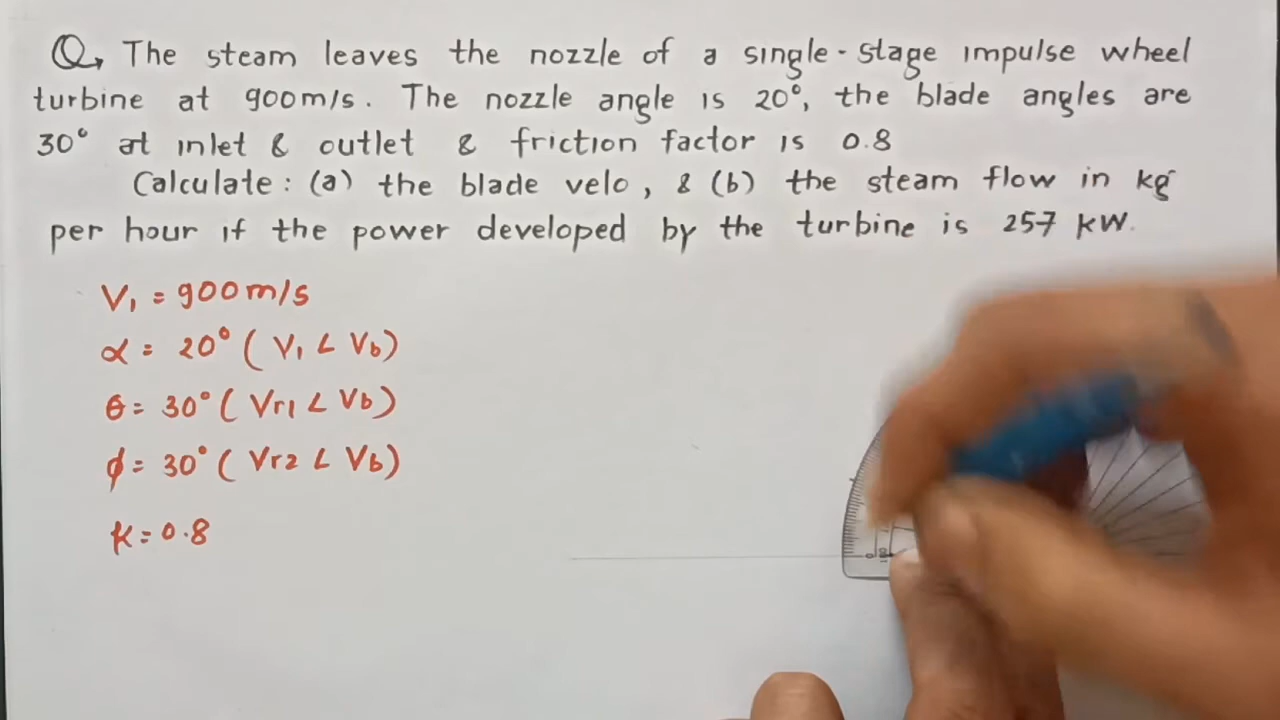 Q, The steam leaves the nozzle of a single-stage impulse wheel
turbine at 900m/s. The nozzle angle is 20°, the blade angles are
30° at inlet & outlet & friction factor is 0.8
Calculate: (a) the blade velo, & (b) the steam flow in kg
per hour if the power developed by the turbine is 257 kW.
V₁ = 900m/s
α = 20° ( V₁ ∠ Vb)
θ = 30° ( Vr1 ∠ Vb)
ϕ = 30° ( Vr2 ∠ Vb)
K = 0.8